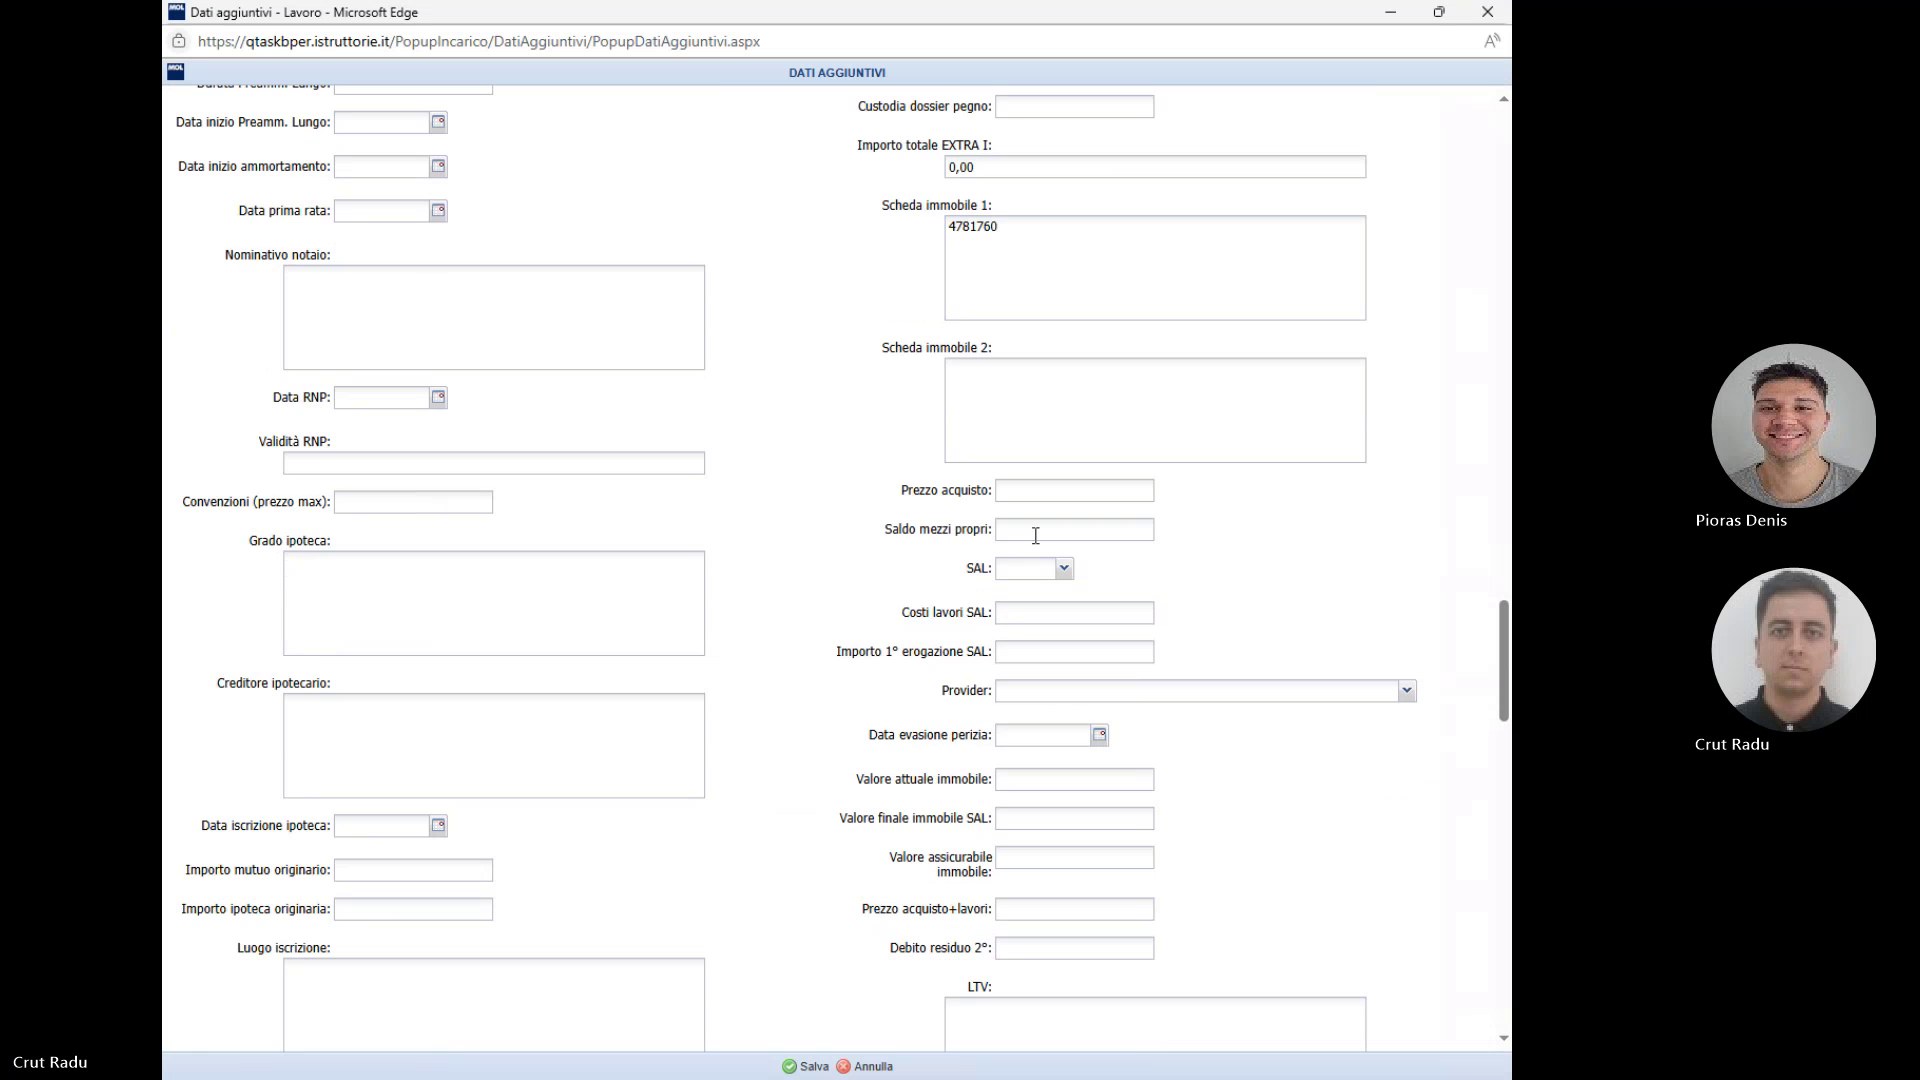 MOL Dati aggiuntivi - Lavoro - Microsoft Edge
https://qtaskbper.istruttorie.it/PopupIncarico/DatiAggiuntivi/PopupDatiAggiuntivi.aspx
MOL
DATI AGGIUNTIVI
Durata Preamm. Lungo:
Data inizio Preamm. Lungo:
Data inizio ammortamento:
Data prima rata:
Nominativo notaio:
Data RNP:
Validità RNP:
Convenzioni (prezzo max):
Grado ipoteca:
Creditore ipotecario:
Data iscrizione ipoteca:
Importo mutuo originario:
Importo ipoteca originaria:
Luogo iscrizione:
Custodia dossier pegno:
Importo totale EXTRA I:
0,00
Scheda immobile 1:
4781760
Scheda immobile 2:
Prezzo acquisto:
Saldo mezzi propri:
SAL:
Costi lavori SAL:
Importo 1° erogazione SAL:
Provider:
Data evasione perizia:
Valore attuale immobile:
Valore finale immobile SAL:
Valore assicurabile
immobile:
Prezzo acquisto+lavori:
Debito residuo 2°:
LTV:
Salva Annulla
Pioras Denis
Crut Radu
Crut Radu